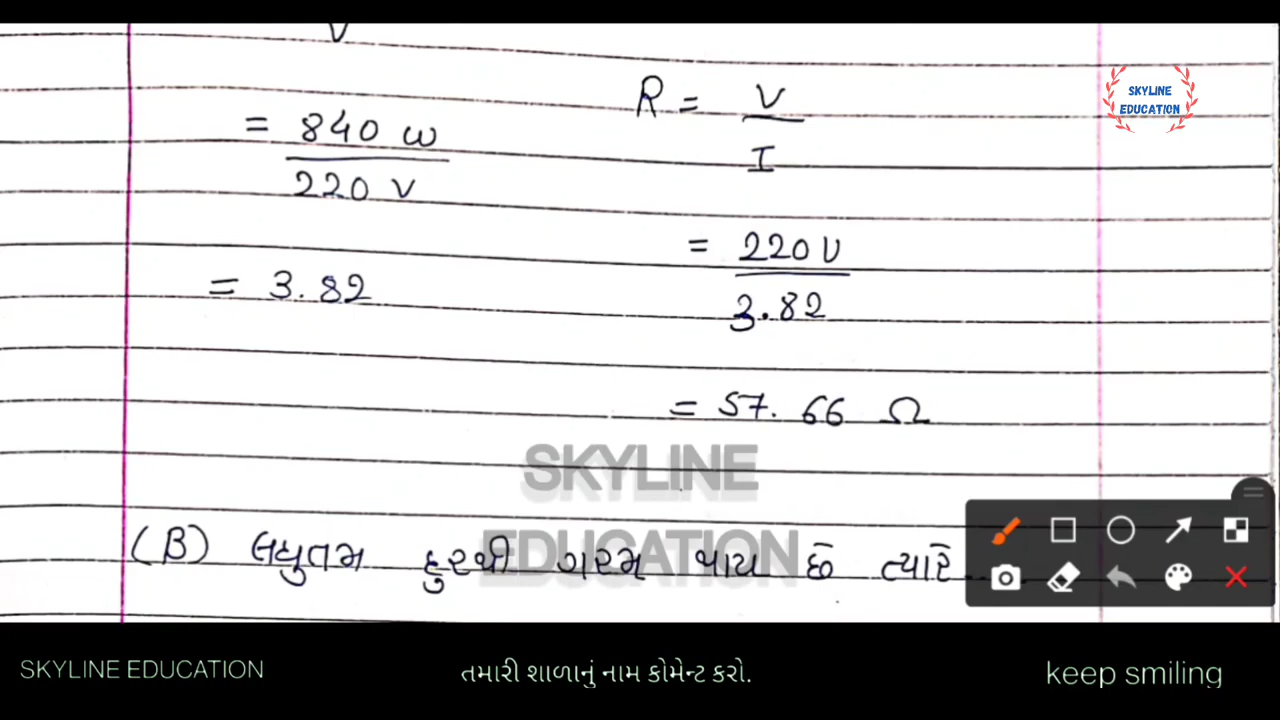 V
= 840 w
220 V
= 3.82
R = V
I
= 220 V
3.82
= 57.66 Ω
SKYLINE
EDUCATION
SKYLINE
EDUCATION
(B) લઘુતમ દુરથી ગરમ થાય છે ત્યારે
SKYLINE EDUCATION
તમારી શાળાનું નામ કોમેન્ટ કરો.
keep smiling